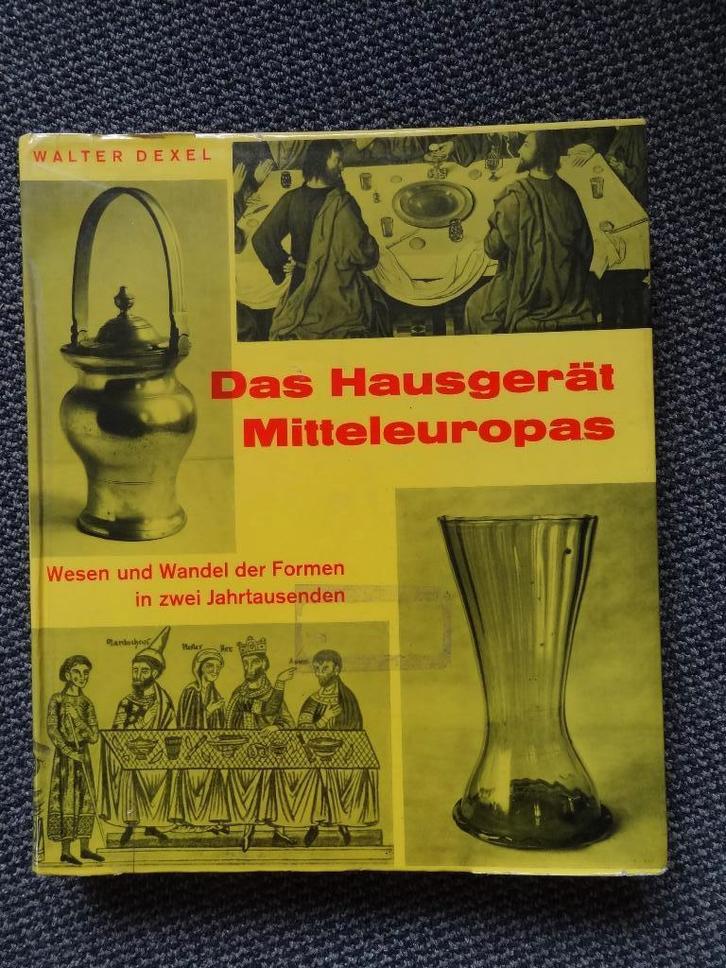 WALTER DEXEL
Das Hausgerät
Mitteleuropas
Wesen und Wandel der Formen
in zwei Jahrtausenden